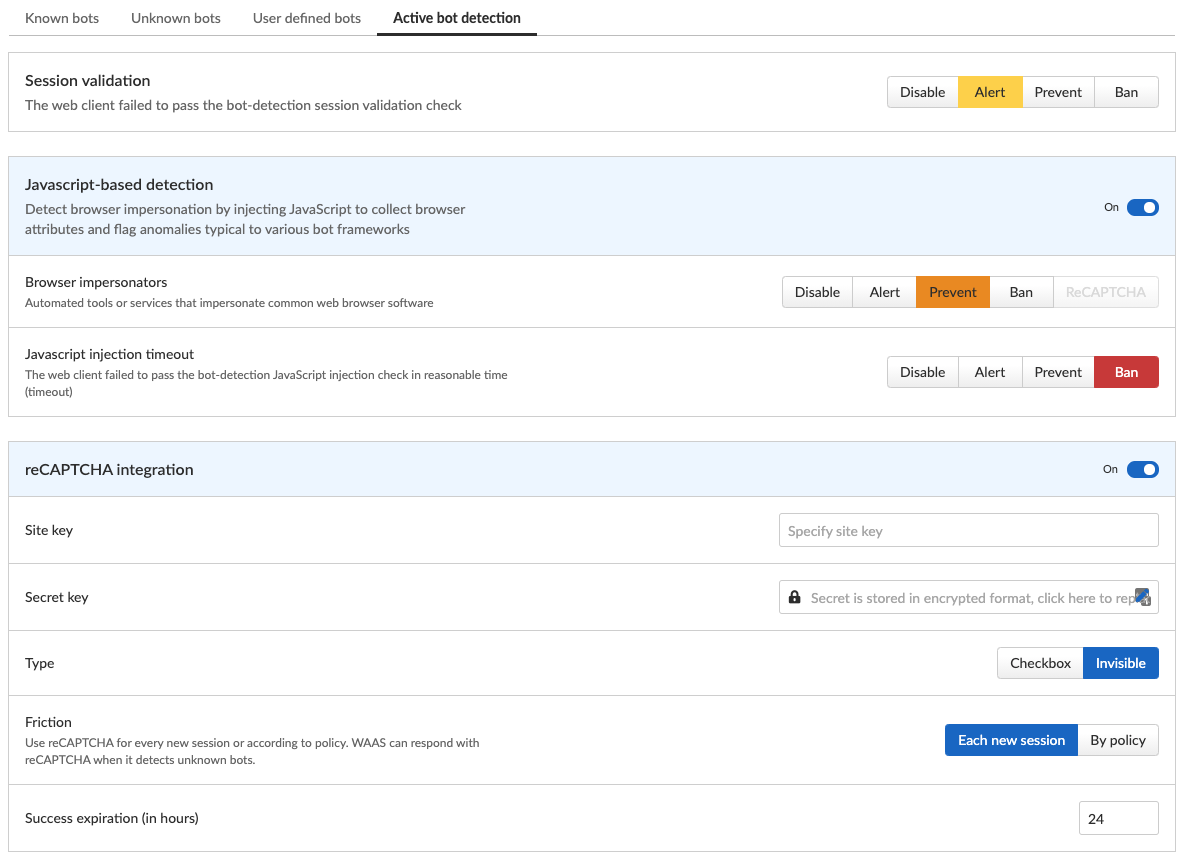 Known bots Unknown bots User defined bots Active bot detection
Session validation
The web client failed to pass the bot-detection session validation check
Disable Alert Prevent Ban
Javascript-based detection
Detect browser impersonation by injecting JavaScript to collect browser
attributes and flag anomalies typical to various bot frameworks
On
Browser impersonators
Automated tools or services that impersonate common web browser software
Disable Alert Prevent Ban ReCAPTCHA
Javascript injection timeout
The web client failed to pass the bot-detection JavaScript injection check in reasonable time
(timeout)
Disable Alert Prevent Ban
reCAPTCHA integration
On
Site key
Specify site key
Secret key
Secret is stored in encrypted format, click here to rep
Type
Checkbox Invisible
Friction
Use reCAPTCHA for every new session or according to policy. WAAS can respond with
reCAPTCHA when it detects unknown bots.
Each new session By policy
Success expiration (in hours)
24